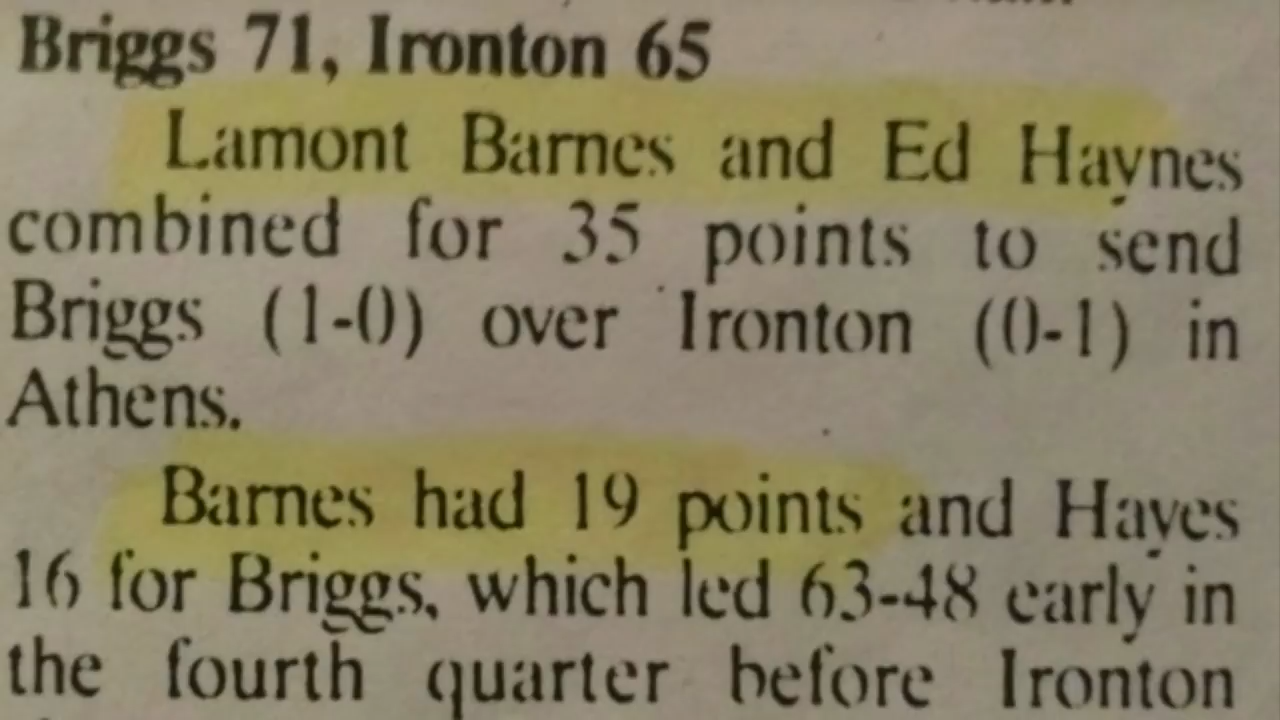 Briggs 71, Ironton 65
Lamont Barnes and Ed Haynes
combined for 35 points to send
Briggs (1-0) over Ironton (0-1) in
Athens.
Barnes had 19 points and Hayes
16 for Briggs, which led 63-48 early in
the fourth quarter before Ironton